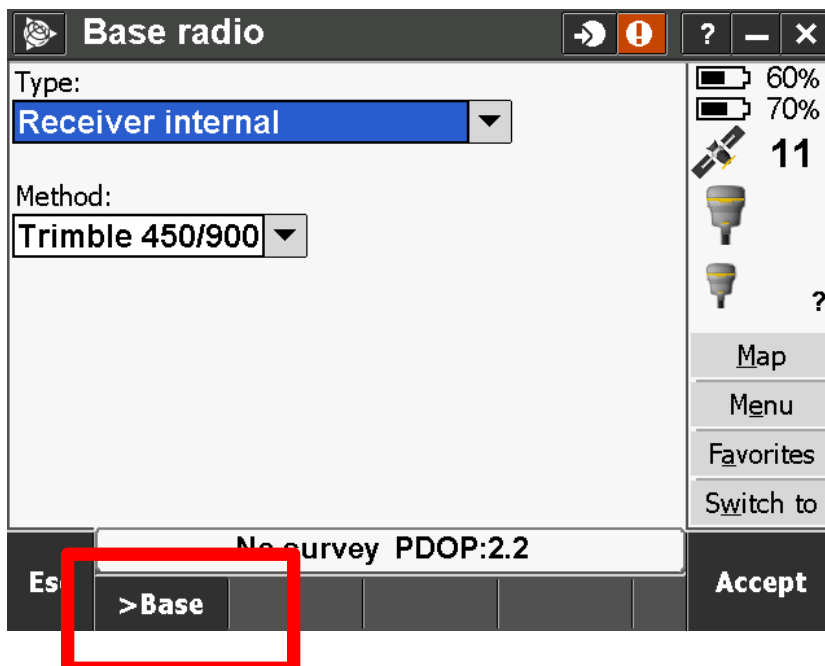 Base radio
? — ×
Type:
60%
Receiver internal
70%
11
Method:
Trimble 450/900
?
Map
Menu
Favorites
Switch to
No survey PDOP:2.2
>Base
Accept